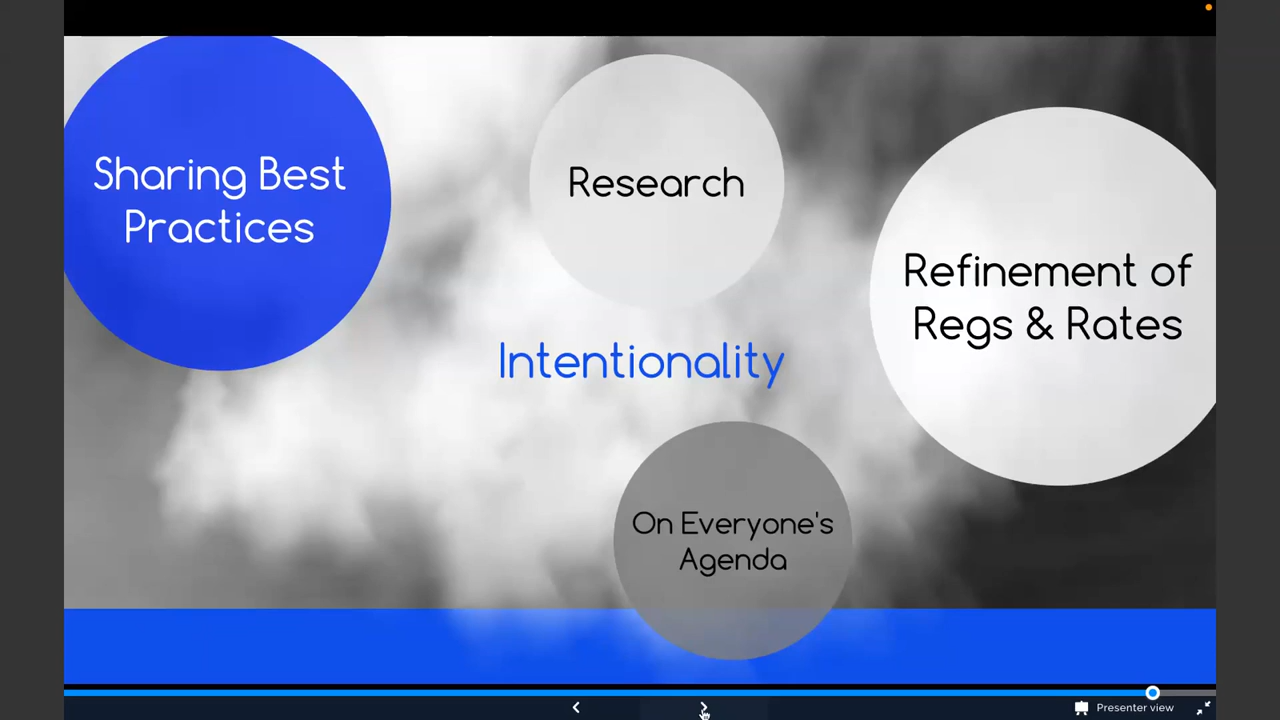 Sharing Best
Practices
Research
Refinement of
Regs & Rates
Intentionality
On Everyone's
Agenda
Presenter view